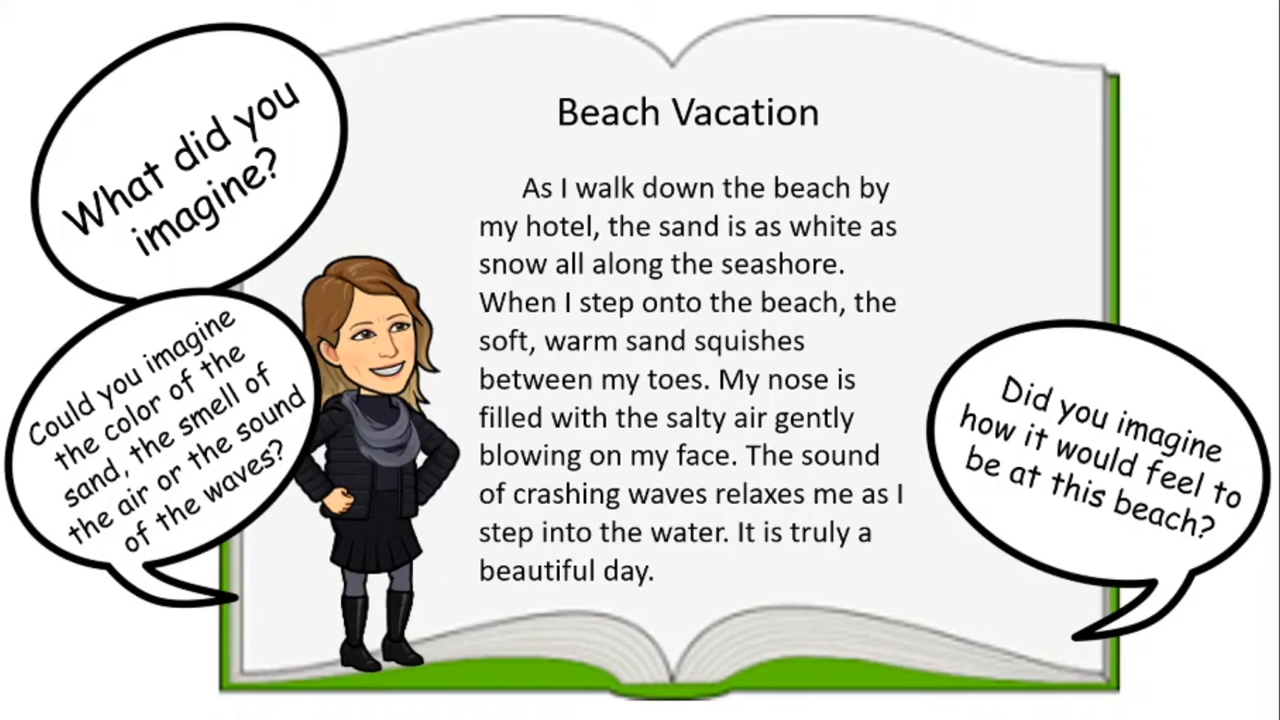 What did you
imagine?
Could you imagine
the color of the
sand, the smell of
the air or the sound
of the waves?
Beach Vacation
As I walk down the beach by
my hotel, the sand is as white as
snow all along the seashore.
When I step onto the beach, the
soft, warm sand squishes
between my toes. My nose is
filled with the salty air gently
blowing on my face. The sound
of crashing waves relaxes me as I
step into the water. It is truly a
beautiful day.
Did you imagine
how it would feel to
be at this beach?